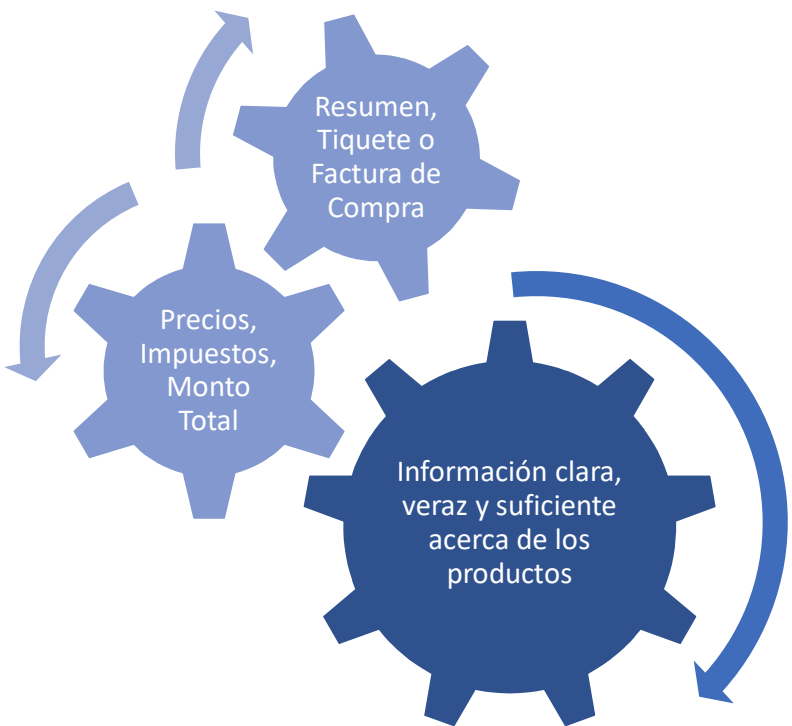 Resumen,
Tiquete o
Factura de
Compra
Precios,
Impuestos,
Monto
Total
Información clara,
veraz y suficiente
acerca de los
productos